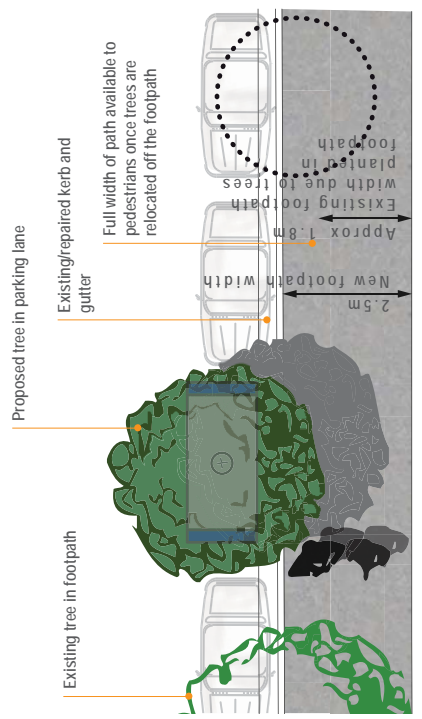 Proposed tree in parking lane
Existing/repaired kerb and
gutter
Full width of path available to
pedestrians once trees are
relocated off the footpath
Existing tree in footpath
2.5m
New footpath width
Approx 1.8m
Existing footpath
width due to trees
planted in
footpath